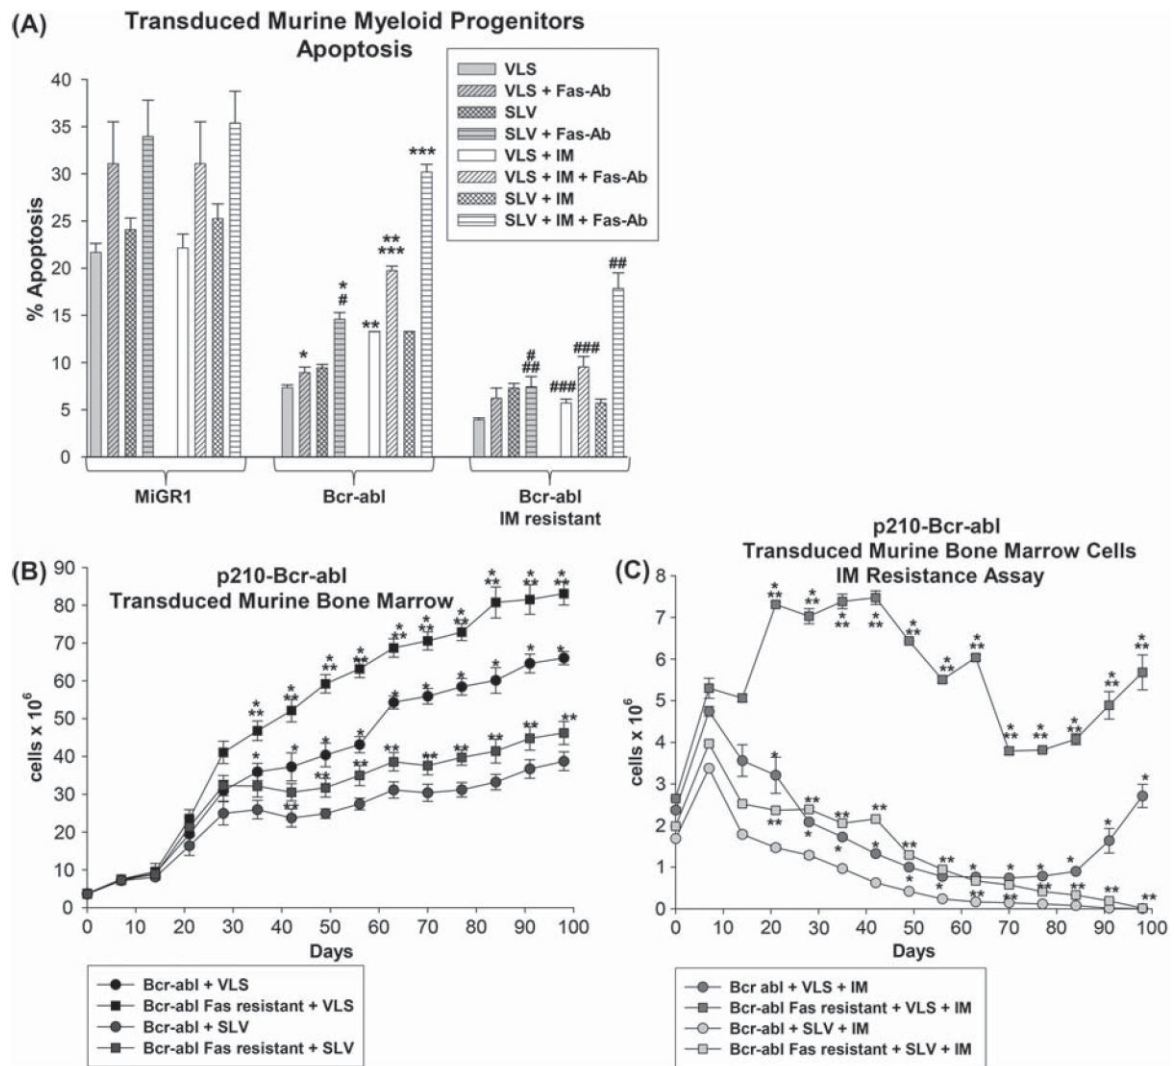 (A)
Transduced Murine Myeloid Progenitors
Apoptosis
VLS
VLS + Fas-Ab
SLV
SLV + Fas-Ab
VLS + IM
VLS + IM + Fas-Ab
SLV + IM
SLV + IM + Fas-Ab
% Apoptosis
40
35
30
25
20
15
10
5
0
*
*
#
**
**
***
***
#
##
###
###
##
MiGR1
Bcr-abl
Bcr-abl
IM resistant
(B)
p210-Bcr-abl
Transduced Murine Bone Marrow
cells x 10⁶
90
80
70
60
50
40
30
20
10
0
0 10 20 30 40 50 60 70 80 90 100
Days
Bcr-abl + VLS
Bcr-abl Fas resistant + VLS
Bcr-abl + SLV
Bcr-abl Fas resistant + SLV
(C)
p210-Bcr-abl
Transduced Murine Bone Marrow Cells
IM Resistance Assay
cells x 10⁶
8
7
6
5
4
3
2
1
0
0 10 20 30 40 50 60 70 80 90 100
Days
Bcr abl + VLS + IM
Bcr-abl Fas resistant + VLS + IM
Bcr-abl + SLV + IM
Bcr-abl Fas resistant + SLV + IM